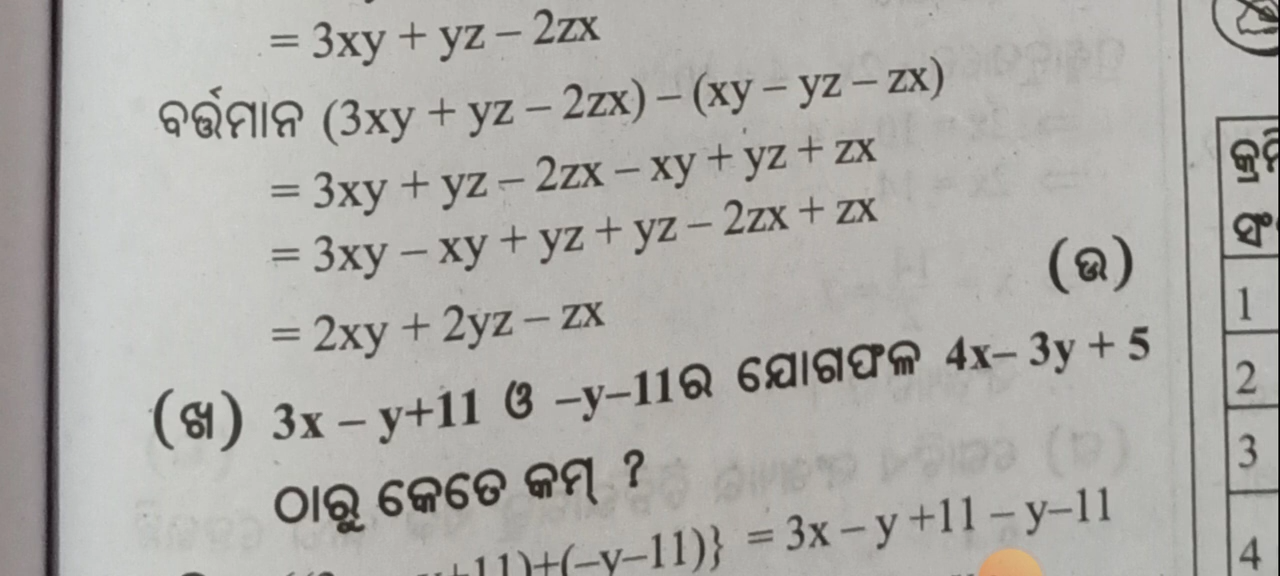 = 3xy + yz – 2zx
ବର୍ତ୍ତମାନ (3xy + yz – 2zx) – (xy – yz – zx)
= 3xy + yz – 2zx – xy + yz + zx
= 3xy – xy + yz + yz – 2zx + zx
= 2xy + 2yz – zx (ଉ)
(ଖ) 3x – y+11 ଓ –y–11ର ଯୋଗଫଳ 4x– 3y + 5
ଠାରୁ କେତେ କମ୍ ?
+11)+(–y–11)} = 3x – y +11 – y–11
1
2
3
4